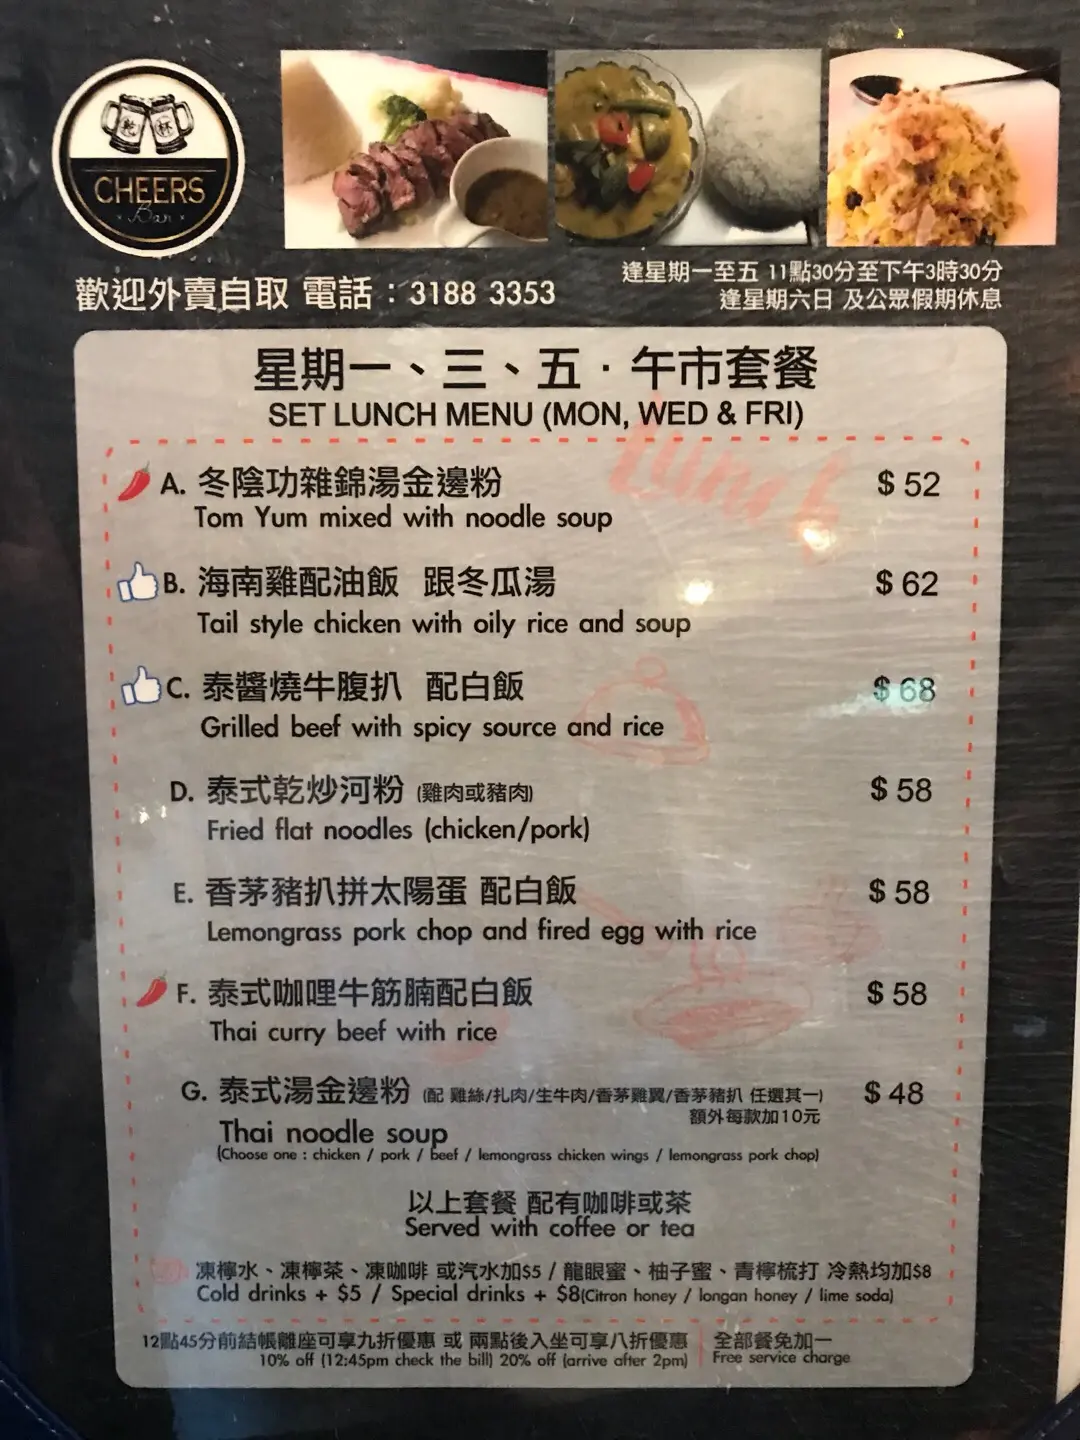 乾 杯
CHEERS
Bar
歡迎外賣自取 電話：3188 3353
逢星期一至五 11點30分至下午3時30分
逢星期六日 及公眾假期休息
星期一、三、五．午市套餐
SET LUNCH MENU (MON, WED & FRI)
Lunch
A. 冬陰功雜錦湯金邊粉 $ 52
Tom Yum mixed with noodle soup
B. 海南雞配油飯 跟冬瓜湯 $ 62
Tail style chicken with oily rice and soup
C. 泰醬燒牛腹扒 配白飯 $ 68
Grilled beef with spicy source and rice
D. 泰式乾炒河粉 (雞肉或豬肉) $ 58
Fried flat noodles (chicken/pork)
E. 香茅豬扒拼太陽蛋 配白飯 $ 58
Lemongrass pork chop and fired egg with rice
F. 泰式咖喱牛筋腩配白飯 $ 58
Thai curry beef with rice
G. 泰式湯金邊粉 (配 雞絲/扎肉/生牛肉/香茅雞翼/香茅豬扒 任選其一) $ 48
額外每款加10元
Thai noodle soup
(Choose one : chicken / pork / beef / lemongrass chicken wings / lemongrass pork chop)
以上套餐 配有咖啡或茶
Served with coffee or tea
凍檸水、凍檸茶、凍咖啡 或汽水加$5 / 龍眼蜜、柚子蜜、青檸梳打 冷熱均加$8
Cold drinks + $5 / Special drinks + $8(Citron honey / longan honey / lime soda)
12點45分前結帳離座可享九折優惠 或 兩點後入坐可享八折優惠
10% off (12:45pm check the bill) 20% off (arrive after 2pm)
全部餐免加一
Free service charge